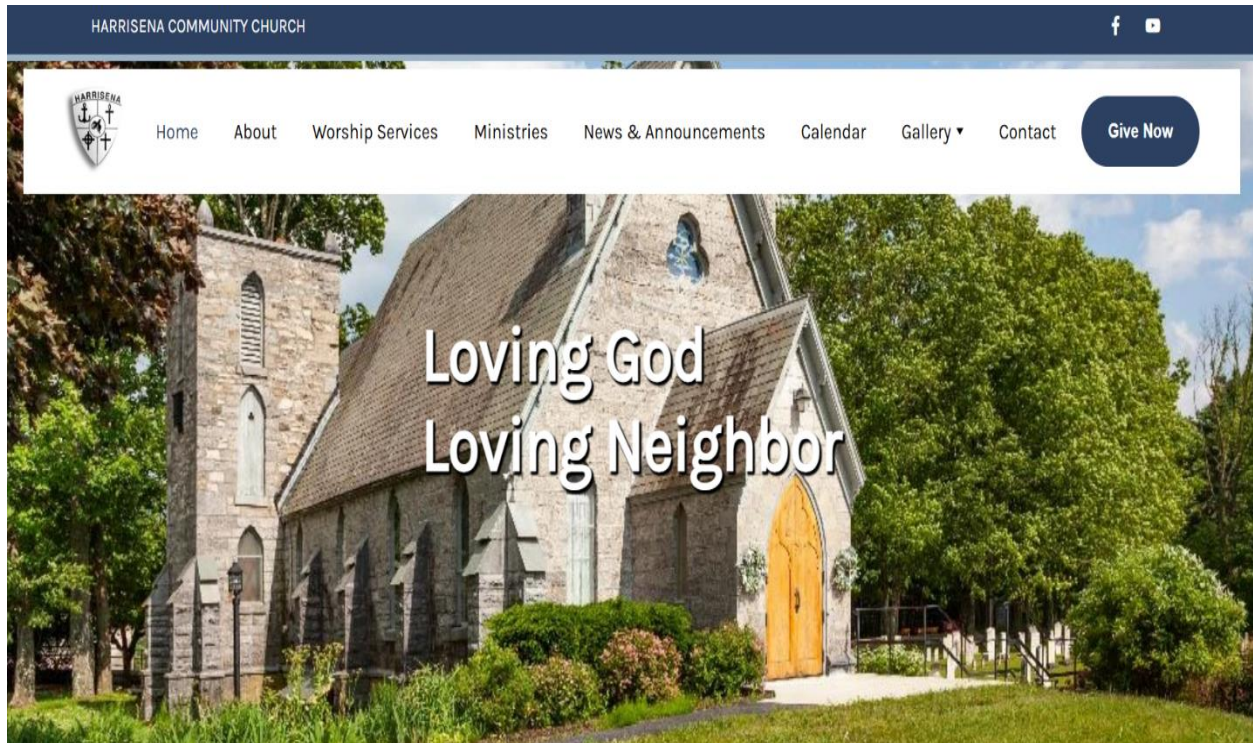 HARRISENA COMMUNITY CHURCH
HARRISENA
Home About Worship Services Ministries News & Announcements Calendar Gallery ▾ Contact Give Now
Loving God
Loving Neighbor